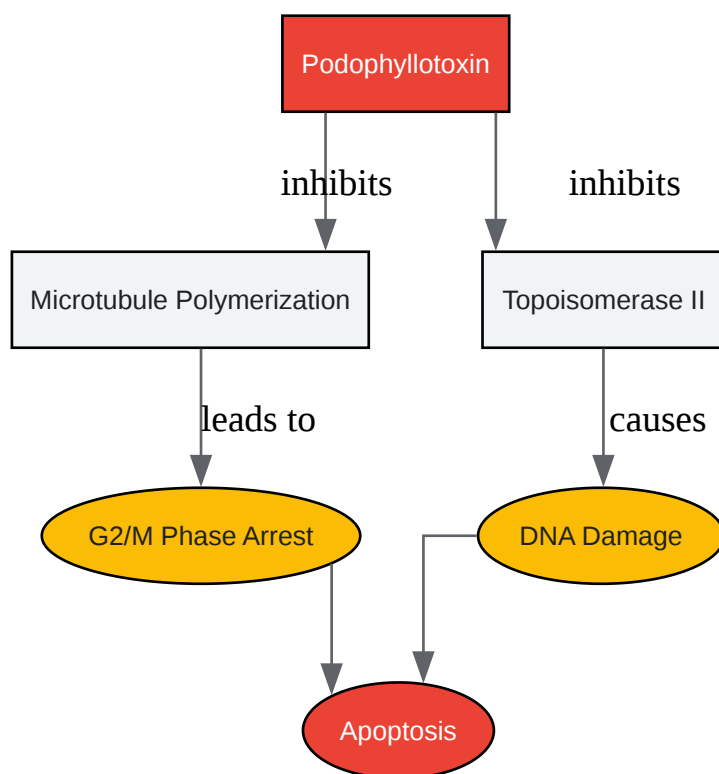 Podophyllotoxin
inhibits
inhibits
Microtubule Polymerization
Topoisomerase II
leads to
causes
G2/M Phase Arrest
DNA Damage
Apoptosis